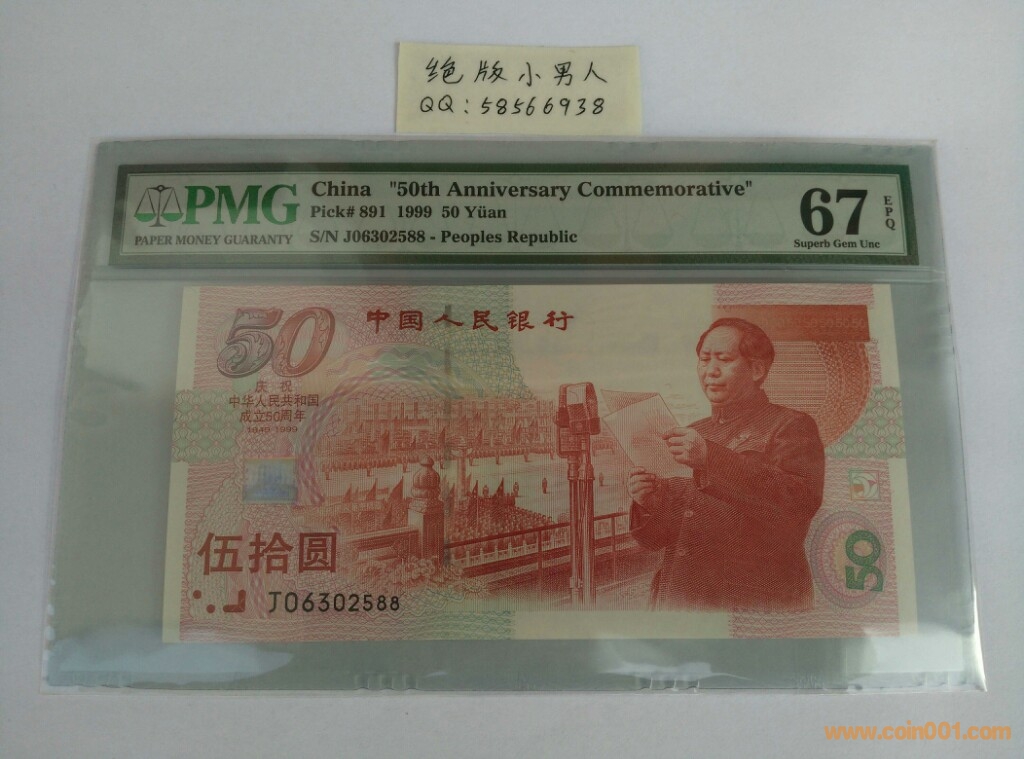 绝版小男人
QQ: 58566938
PMG
PAPER MONEY GUARANTY
China "50th Anniversary Commemorative"
Pick# 891 1999 50 Yüan
S/N J06302588 - Peoples Republic
67
EPQ
Superb Gem Unc
50
中国人民银行
庆祝
中华人民共和国
成立50周年
1949-1999
伍拾圆
J06302588
50
www.coin001.com